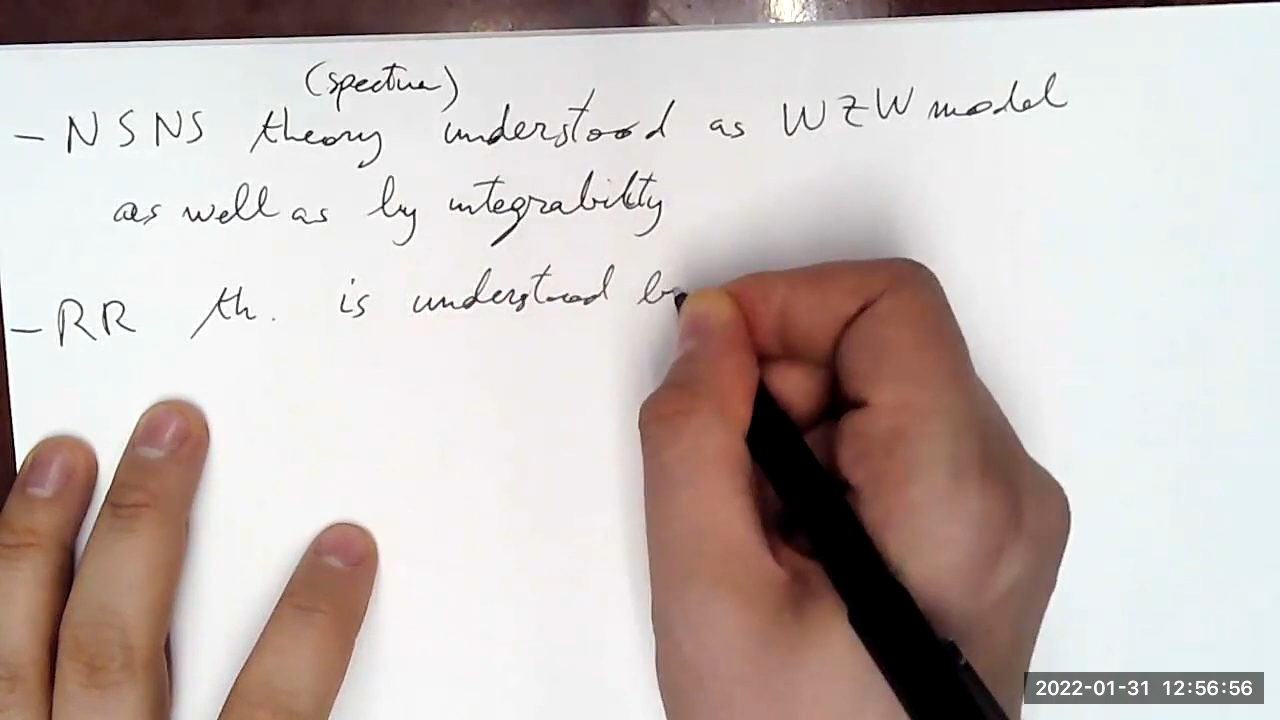 (spectrum)
- NSNS theory understood as WZW model
as well as by integrability
- RR th. is understood by
2022-01-31 12:56:56